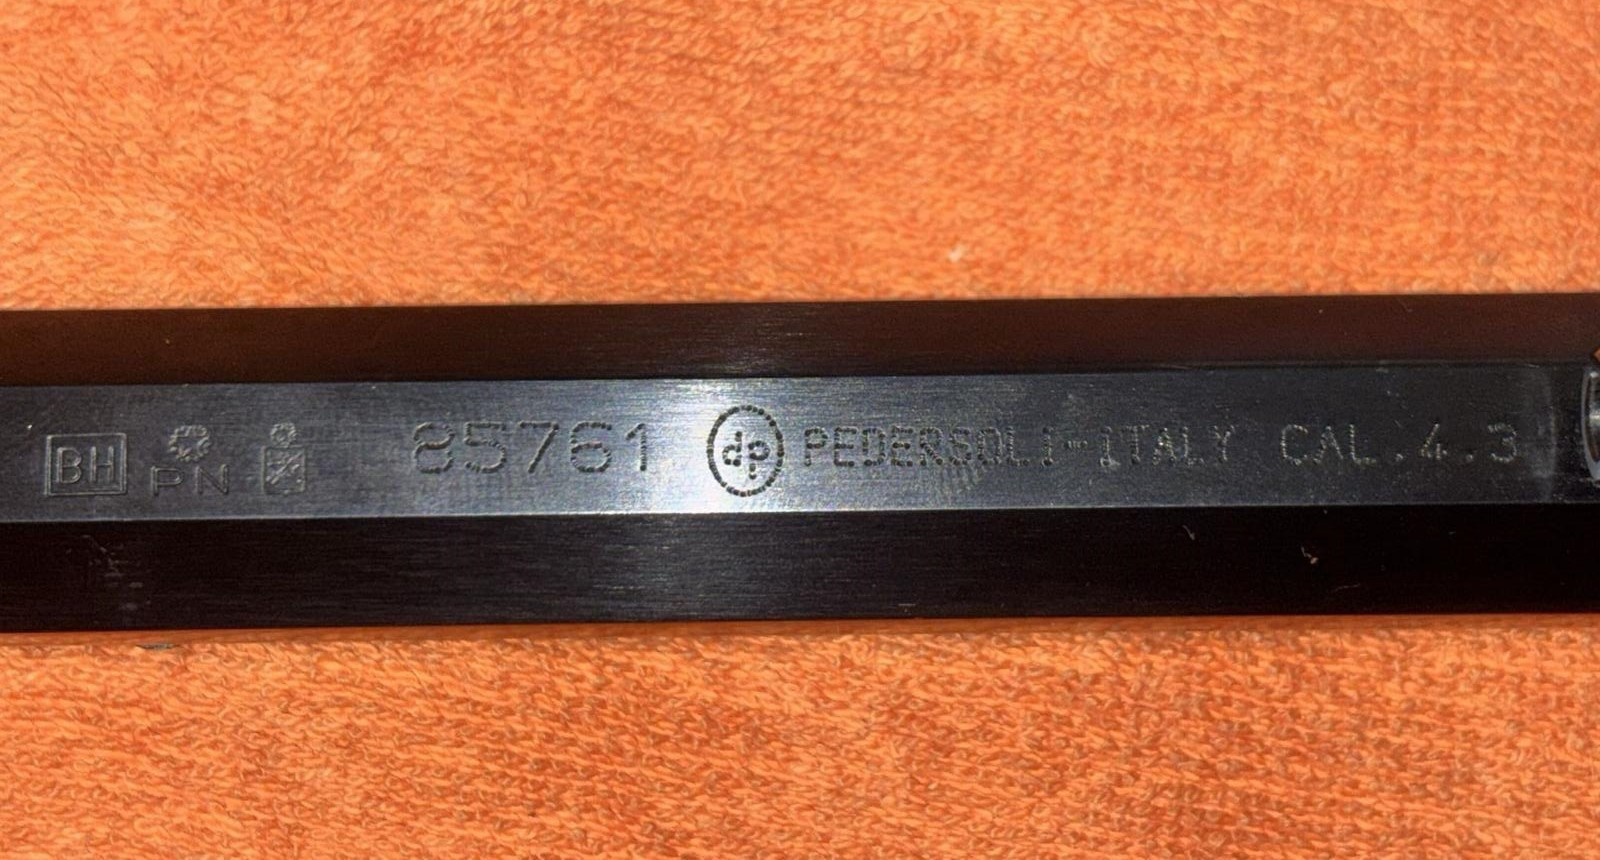 BH PN 85761 dp PEDERSOLI-ITALY CAL.4.3